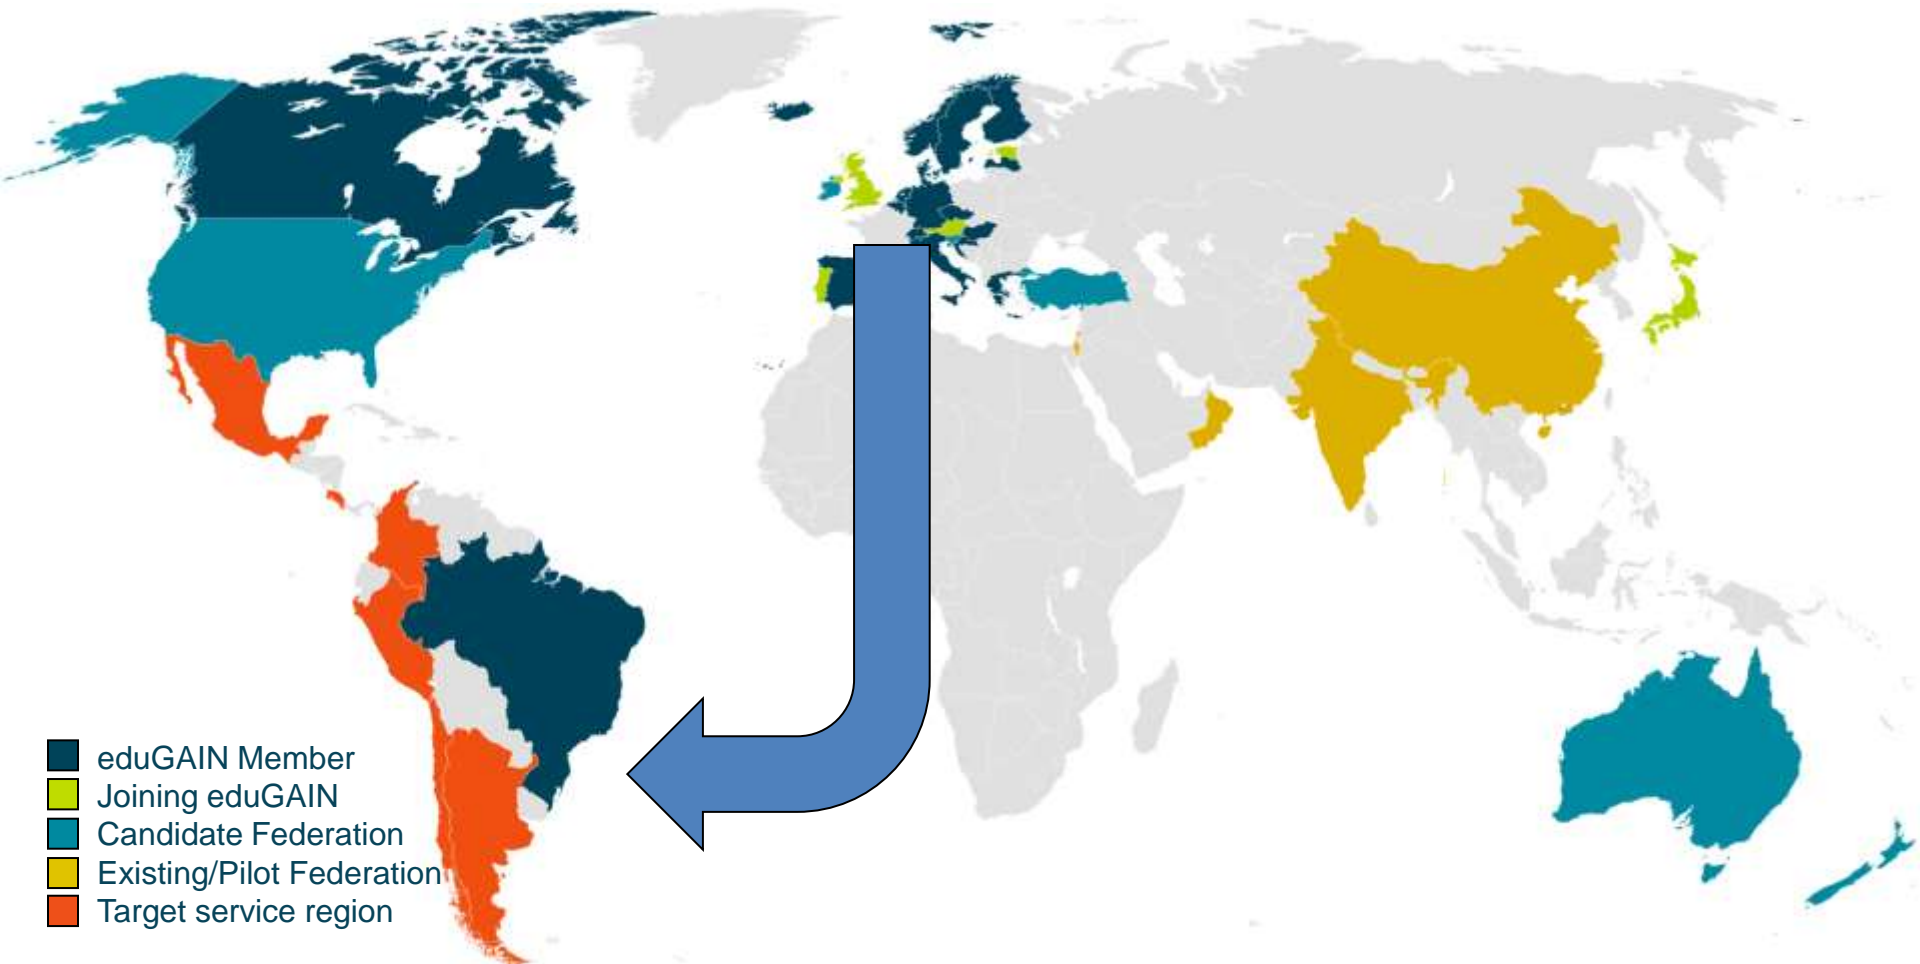 eduGAIN Member
Joining eduGAIN
Candidate Federation
Existing/Pilot Federation
Target service region